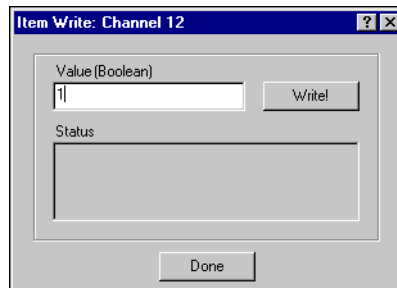 Item Write: Channel 12
Value (Boolean)
1
Write!
Status
Done